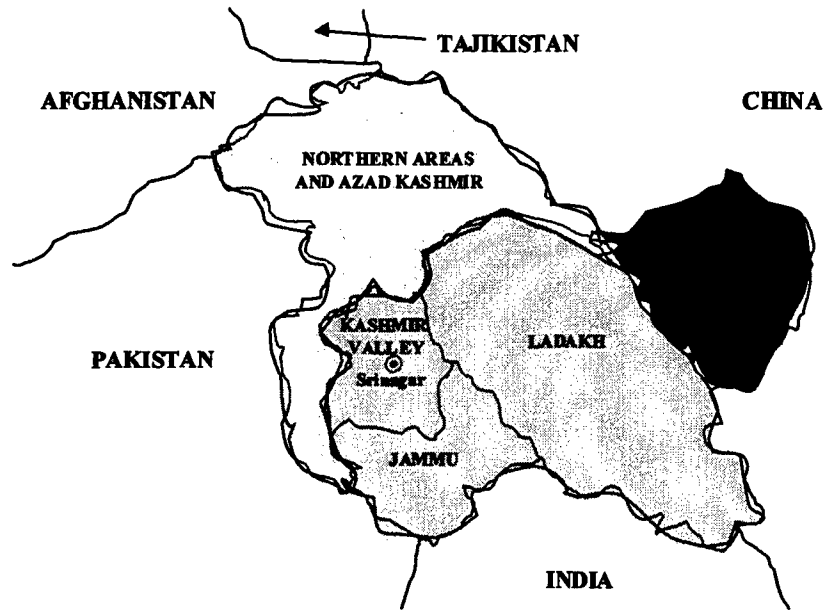 TAJIKISTAN
AFGHANISTAN
CHINA
NORTHERN AREAS
AND AZAD KASHMIR
KASHMIR
VALLEY
Srinagar
LADAKH
PAKISTAN
JAMMU
INDIA